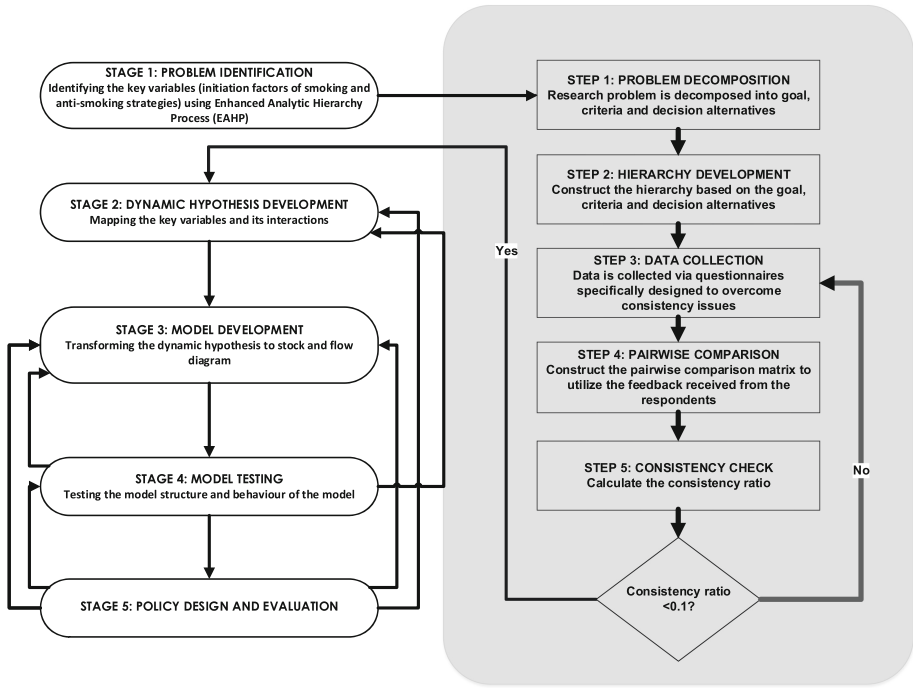 STAGE 1: PROBLEM IDENTIFICATION
Identifying the key variables (initiation factors of smoking and
anti-smoking strategies) using Enhanced Analytic Hierarchy
Process (EAHP)
STAGE 2: DYNAMIC HYPOTHESIS DEVELOPMENT
Mapping the key variables and its interactions
STAGE 3: MODEL DEVELOPMENT
Transforming the dynamic hypothesis to stock and flow
diagram
STAGE 4: MODEL TESTING
Testing the model structure and behaviour of the model
STAGE 5: POLICY DESIGN AND EVALUATION
STEP 1: PROBLEM DECOMPOSITION
Research problem is decomposed into goal,
criteria and decision alternatives
STEP 2: HIERARCHY DEVELOPMENT
Construct the hierarchy based on the goal,
criteria and decision alternatives
STEP 3: DATA COLLECTION
Data is collected via questionnaires
specifically designed to overcome
consistency issues
STEP 4: PAIRWISE COMPARISON
Construct the pairwise comparison matrix to
utilize the feedback received from the
respondents
STEP 5: CONSISTENCY CHECK
Calculate the consistency ratio
Consistency ratio
<0.1?
Yes
No